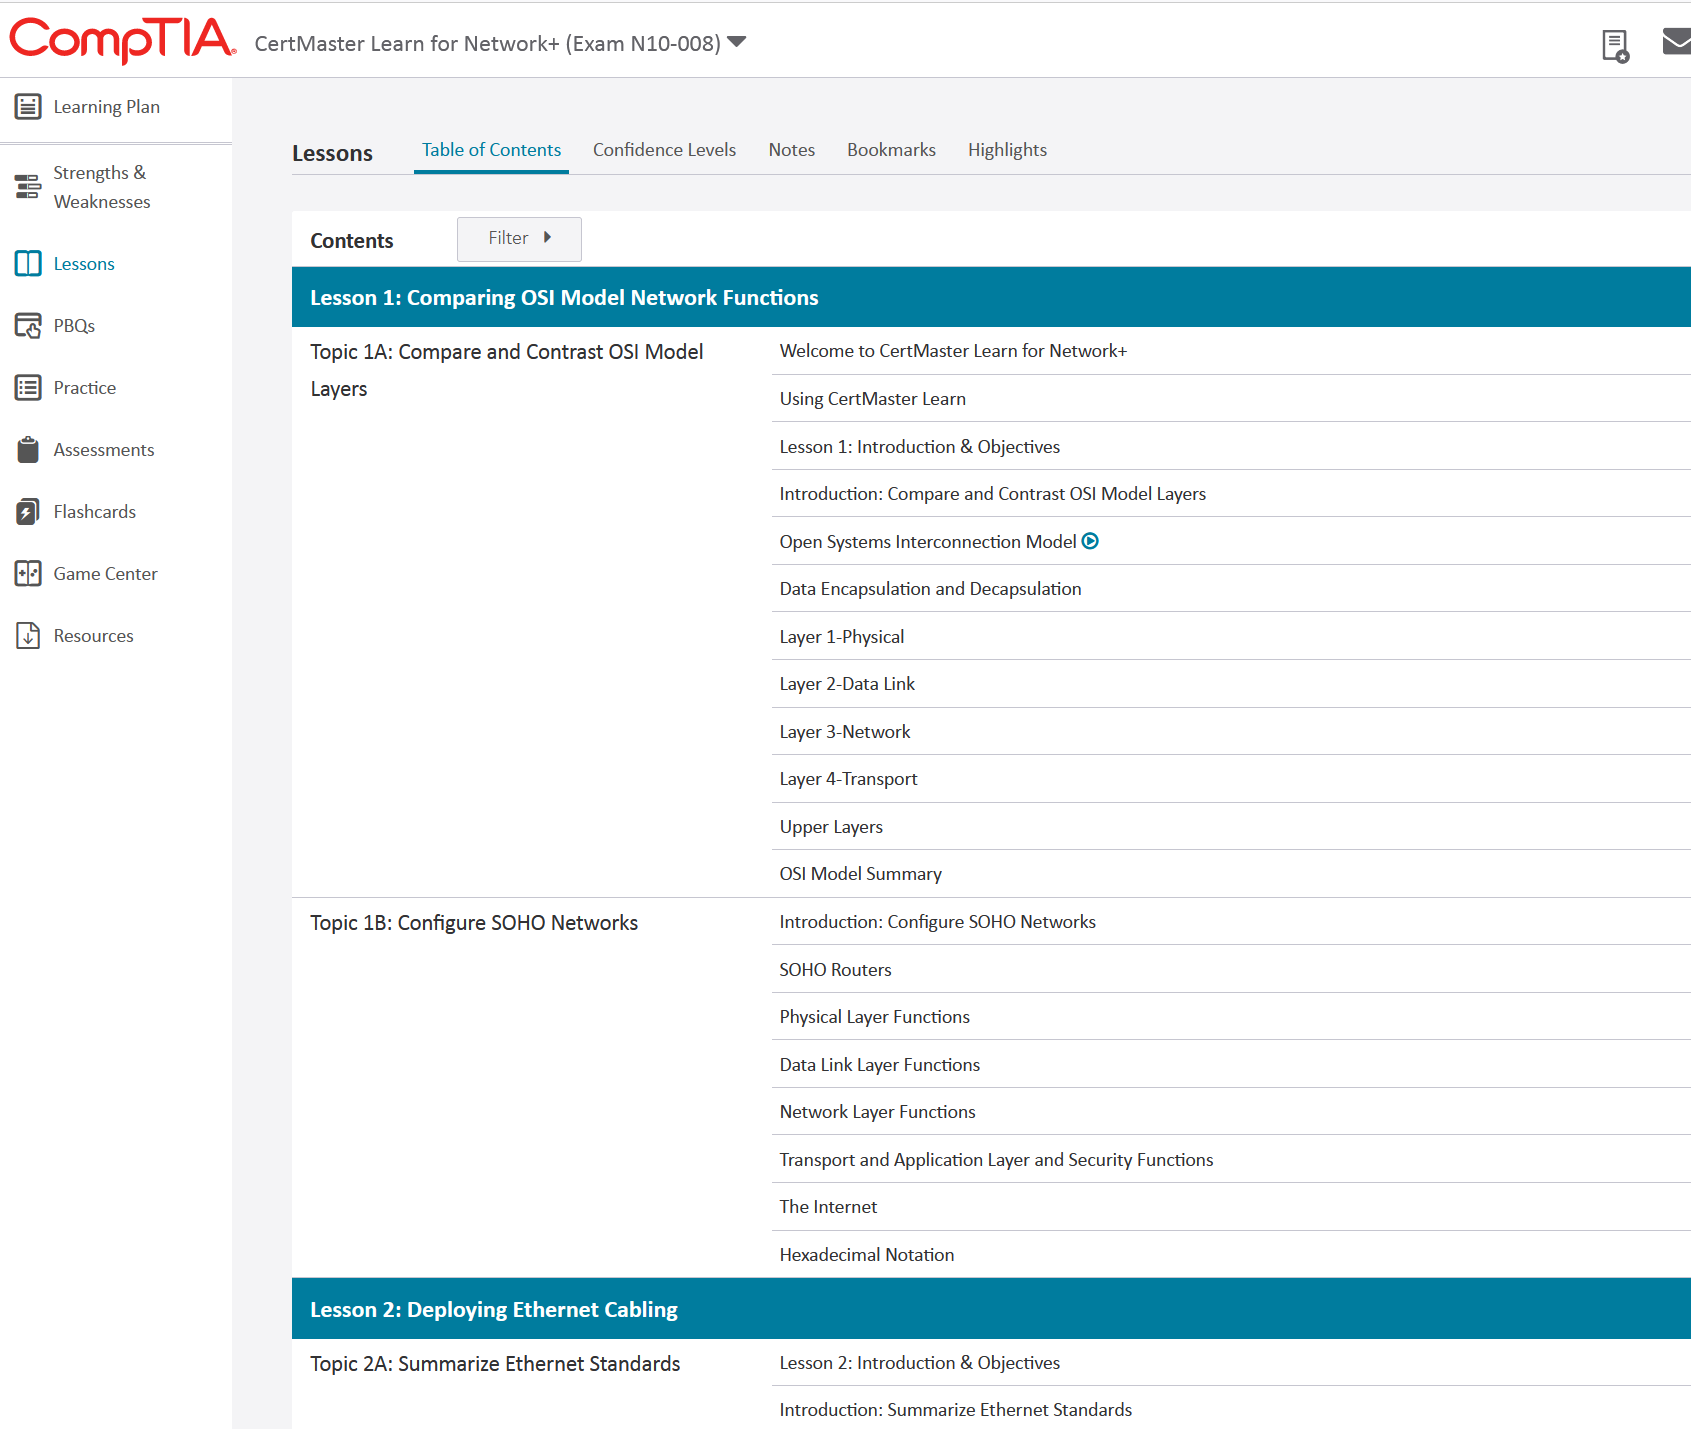 CompTIA.
CertMaster Learn for Network+ (Exam N10-008)
Learning Plan
Strengths &
Weaknesses
Lessons
PBQs
Practice
Assessments
Flashcards
Game Center
Resources
Lessons
Table of Contents
Confidence Levels
Notes
Bookmarks
Highlights
Contents
Filter
Lesson 1: Comparing OSI Model Network Functions
Topic 1A: Compare and Contrast OSI Model
Layers
Welcome to CertMaster Learn for Network+
Using CertMaster Learn
Lesson 1: Introduction & Objectives
Introduction: Compare and Contrast OSI Model Layers
Open Systems Interconnection Model
Data Encapsulation and Decapsulation
Layer 1-Physical
Layer 2-Data Link
Layer 3-Network
Layer 4-Transport
Upper Layers
OSI Model Summary
Topic 1B: Configure SOHO Networks
Introduction: Configure SOHO Networks
SOHO Routers
Physical Layer Functions
Data Link Layer Functions
Network Layer Functions
Transport and Application Layer and Security Functions
The Internet
Hexadecimal Notation
Lesson 2: Deploying Ethernet Cabling
Topic 2A: Summarize Ethernet Standards
Lesson 2: Introduction & Objectives
Introduction: Summarize Ethernet Standards